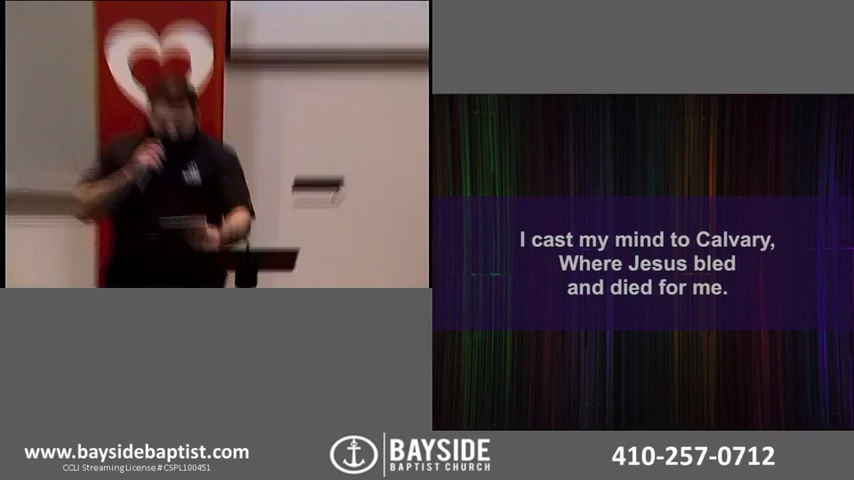 I cast my mind to Calvary,
Where Jesus bled
and died for me.
www.baysidebaptist.com
CCLI Streaming License # CSPL100451
BAYSIDE
BAPTIST CHURCH
410-257-0712